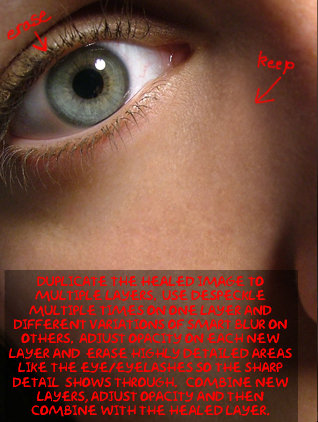 erase
keep
DUPLICATE THE HEALED IMAGE TO
MULTIPLE LAYERS, USE DESPECKLE
MULTIPLE TIMES ON ONE LAYER AND
DIFFERENT VARIATIONS OF SMART BLUR ON
OTHERS. ADJUST OPACITY ON EACH NEW
LAYER AND ERASE HIGHLY DETAILED AREAS
LIKE THE EYE/EYELASHES SO THE SHARP
DETAIL SHOWS THROUGH. COMBINE NEW
LAYERS, ADJUST OPACITY AND THEN
COMBINE WITH THE HEALED LAYER.